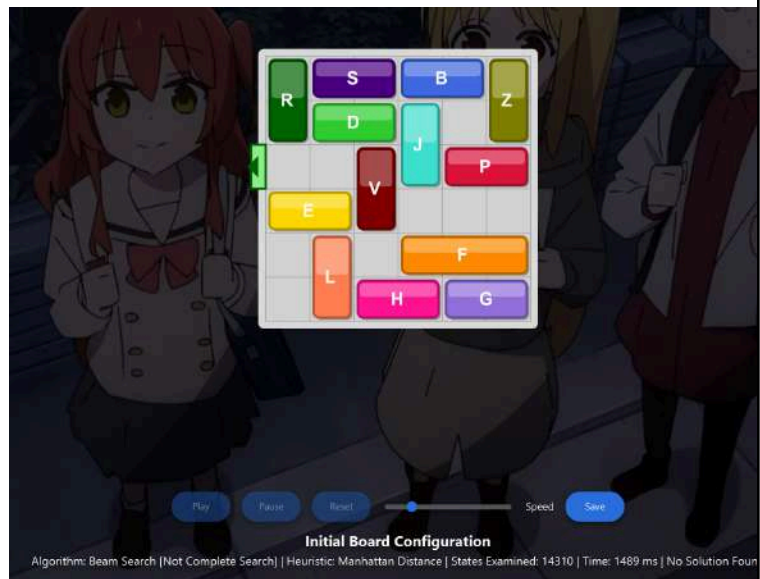 R S B Z
D J
V P
E
L F
H G
Play Pause Reset Speed Save
Initial Board Configuration
Algorithm: Beam Search [Not Complete Search] | Heuristic: Manhattan Distance | States Examined: 14310 | Time: 1489 ms | No Solution Foun